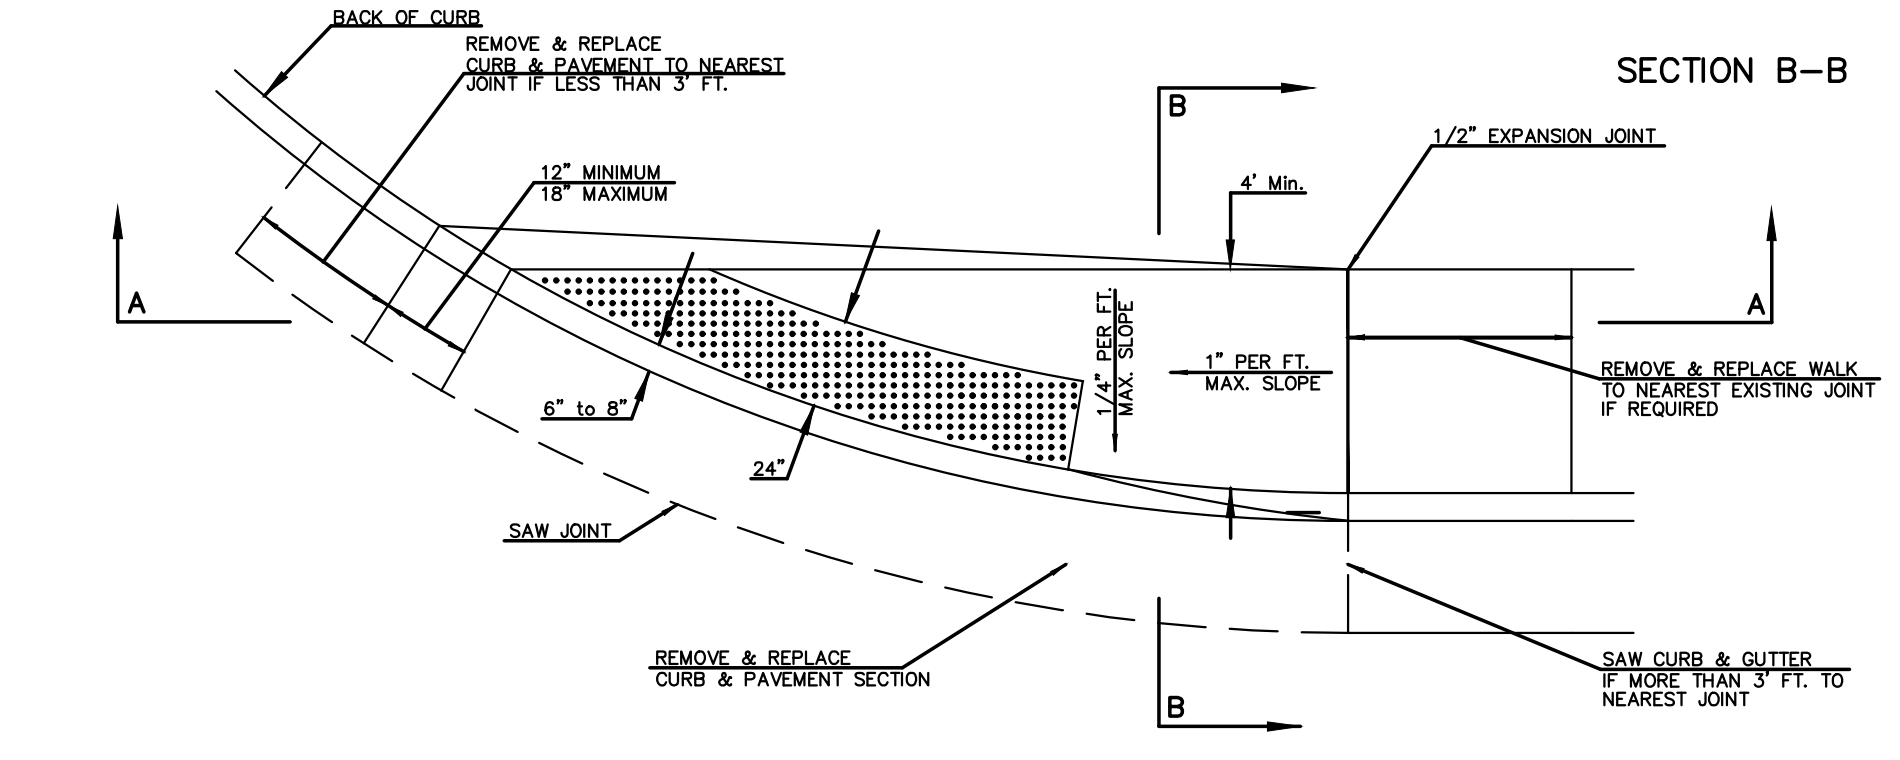 BACK OF CURB
REMOVE & REPLACE
CURB & PAVEMENT TO NEAREST
JOINT IF LESS THAN 3' FT.
SECTION B-B
B
1/2" EXPANSION JOINT
12" MINIMUM
18" MAXIMUM
4' Min.
A
A
1/4" PER FT.
MAX. SLOPE
1" PER FT.
MAX. SLOPE
REMOVE & REPLACE WALK
TO NEAREST EXISTING JOINT
IF REQUIRED
6" to 8"
24"
SAW JOINT
REMOVE & REPLACE
CURB & PAVEMENT SECTION
SAW CURB & GUTTER
IF MORE THAN 3' FT. TO
NEAREST JOINT
B